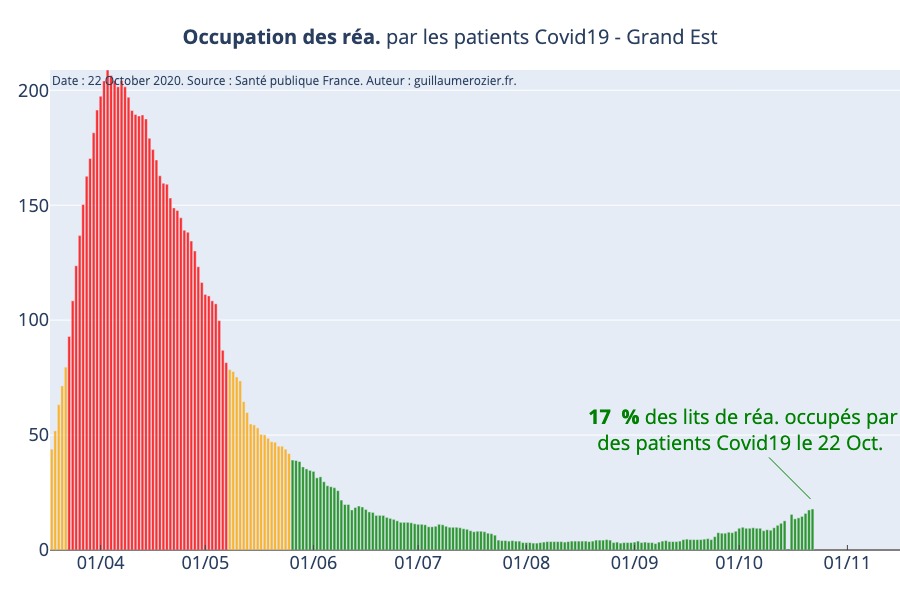 Occupation des réa. par les patients Covid19 - Grand Est
Date : 22 October 2020. Source : Santé publique France. Auteur : guillaumerozier.fr.
200
150
100
50
0
17 % des lits de réa. occupés par
des patients Covid19 le 22 Oct.
01/04 01/05 01/06 01/07 01/08 01/09 01/10 01/11